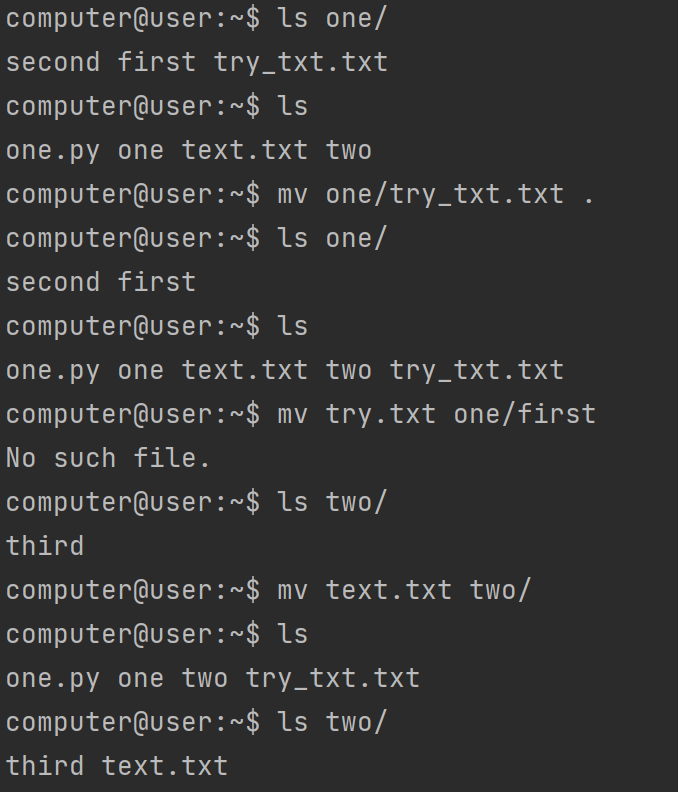 computer@user:~$ ls one/
second first try_txt.txt
computer@user:~$ ls
one.py one text.txt two
computer@user:~$ mv one/try_txt.txt .
computer@user:~$ ls one/
second first
computer@user:~$ ls
one.py one text.txt two try_txt.txt
computer@user:~$ mv try.txt one/first
No such file.
computer@user:~$ ls two/
third
computer@user:~$ mv text.txt two/
computer@user:~$ ls
one.py one two try_txt.txt
computer@user:~$ ls two/
third text.txt